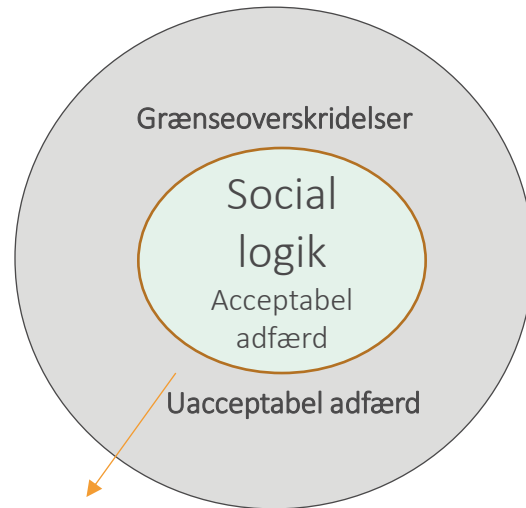 Grænseoverskridelser
Social
logik
Acceptabel
adfærd
Uacceptabel adfærd